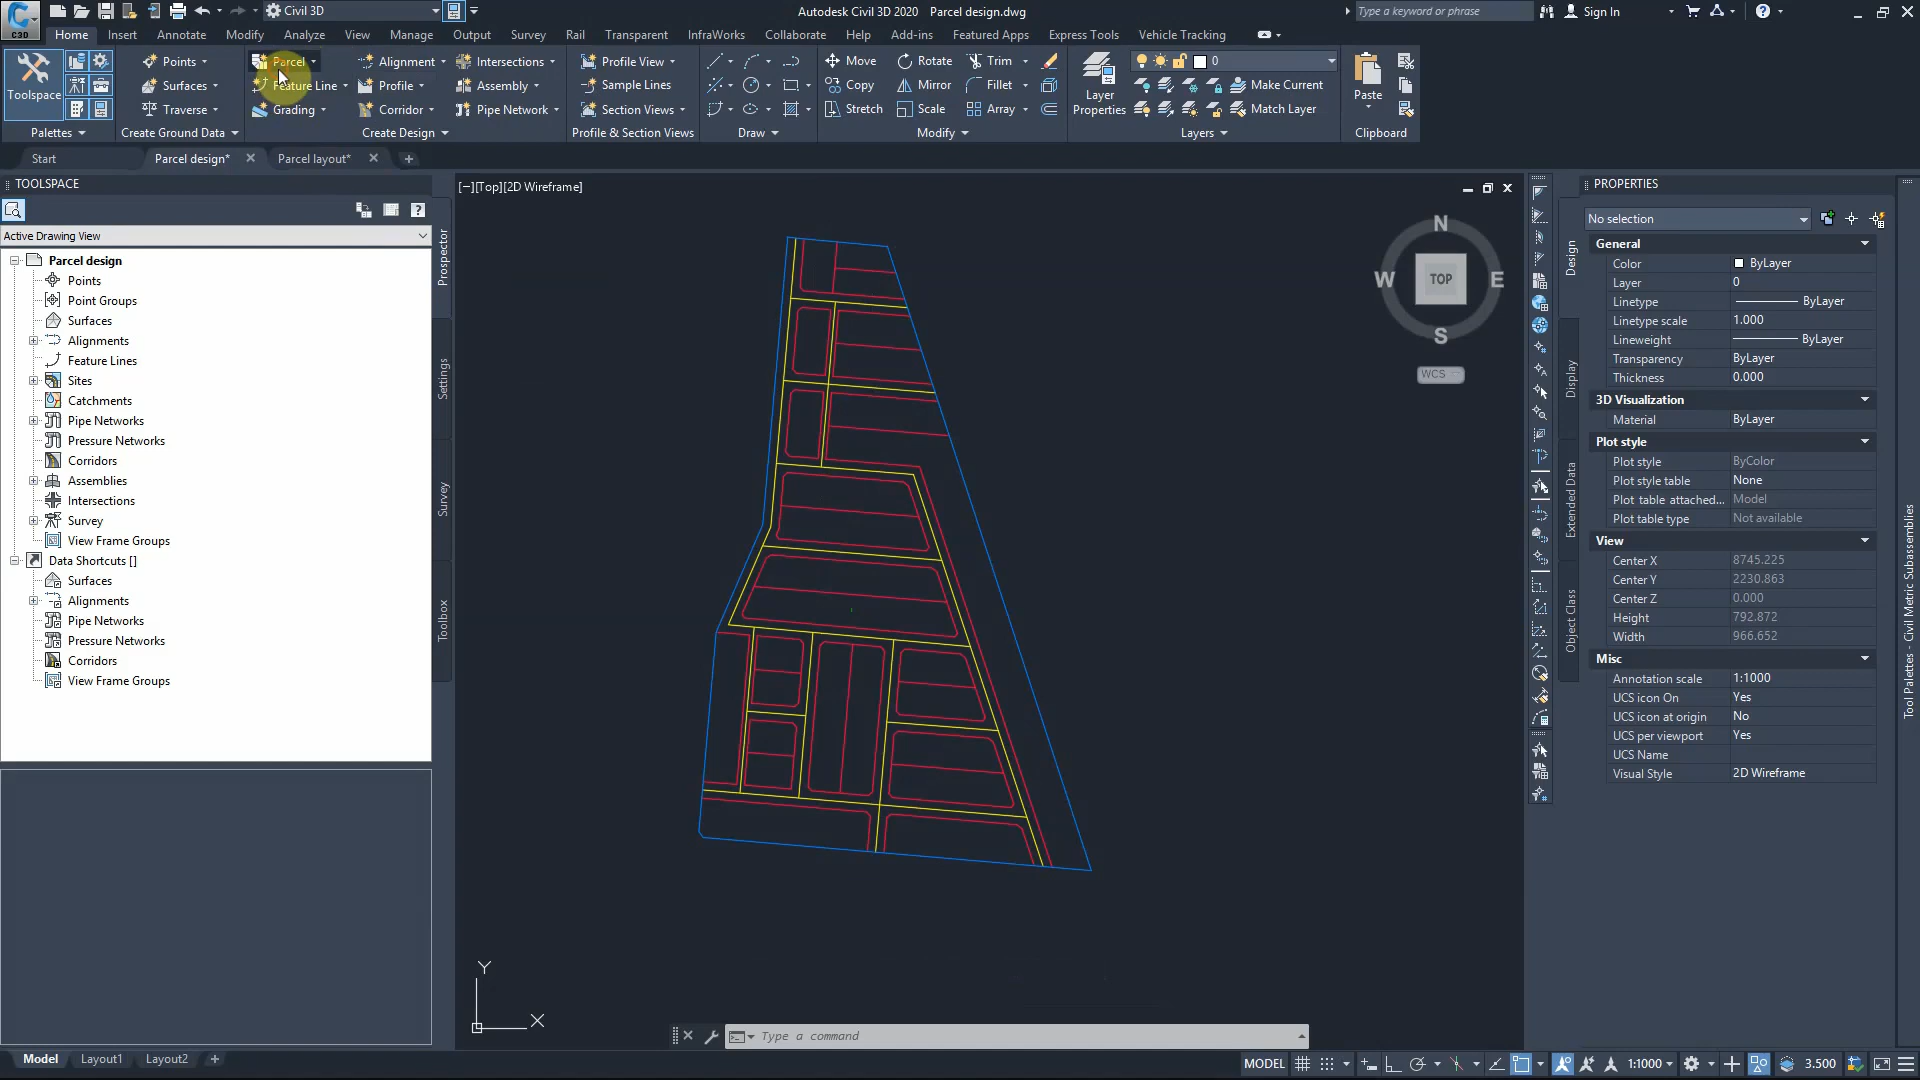 Civil 3D
Autodesk Civil 3D 2020 Parcel design.dwg
Type a keyword or phrase
Sign In
C3D
Home Insert Annotate Modify Analyze View Manage Output Survey Rail Transparent InfraWorks Collaborate Help Add-ins Featured Apps Express Tools Vehicle Tracking
Toolspace
Palettes
Points
Surfaces
Traverse
Create Ground Data
Parcel
Feature Line
Grading
Alignment
Profile
Corridor
Intersections
Assembly
Pipe Network
Create Design
Profile View
Sample Lines
Section Views
Profile & Section Views
Draw
Move Rotate Trim
Copy Mirror Fillet
Stretch Scale Array
Modify
Layer
Properties
0
Make Current
Match Layer
Layers
Paste
Clipboard
Start
Parcel design*
Parcel layout*
TOOLSPACE
Active Drawing View
Parcel design
Points
Point Groups
Surfaces
Alignments
Feature Lines
Sites
Catchments
Pipe Networks
Pressure Networks
Corridors
Assemblies
Intersections
Survey
View Frame Groups
Data Shortcuts []
Surfaces
Alignments
Pipe Networks
Pressure Networks
Corridors
View Frame Groups
Prospector
Settings
Survey
Toolbox
[−][Top][2D Wireframe]
N
W TOP E
S
WCS
Y
X
Type a command
PROPERTIES
No selection
Design
Display
Extended Data
Object Class
General
Color ByLayer
Layer 0
Linetype ByLayer
Linetype scale 1.000
Lineweight ByLayer
Transparency ByLayer
Thickness 0.000
3D Visualization
Material ByLayer
Plot style
Plot style ByColor
Plot style table None
Plot table attached... Model
Plot table type Not available
View
Center X 8745.225
Center Y 2230.863
Center Z 0.000
Height 792.872
Width 966.652
Misc
Annotation scale 1:1000
UCS icon On Yes
UCS icon at origin No
UCS per viewport Yes
UCS Name
Visual Style 2D Wireframe
Tool Palettes - Civil Metric Subassemblies
Model Layout1 Layout2
MODEL
1:1000
3.500